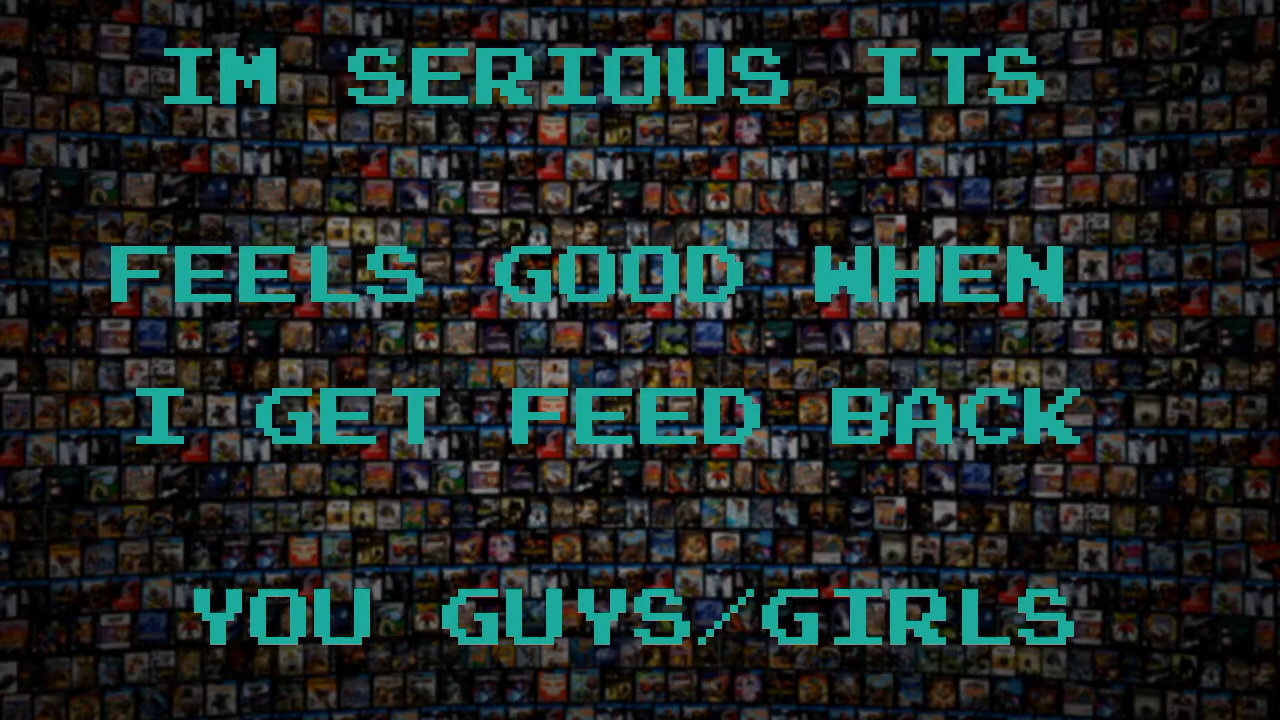 IM SERIOUS ITS
FEELS GOOD WHEN
I GET FEED BACK
YOU GUYS/GIRLS